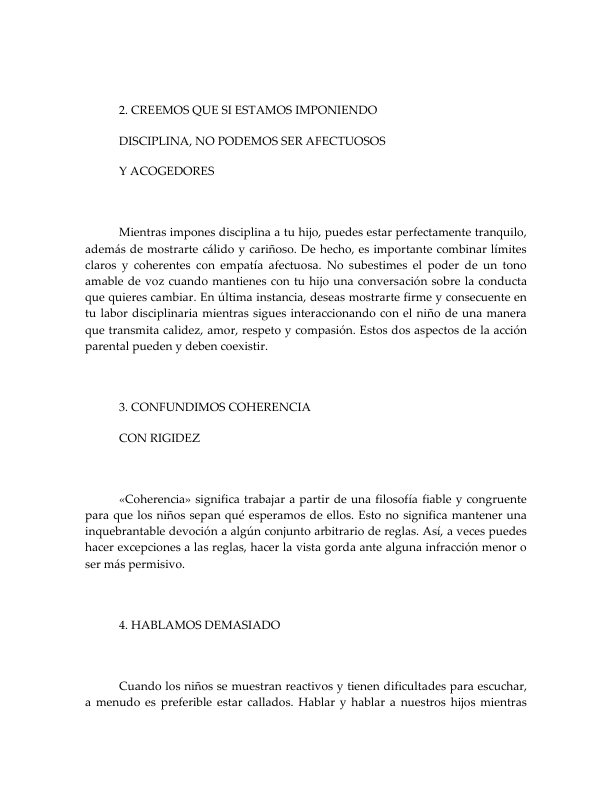 2. CREEMOS QUE SI ESTAMOS IMPONIENDO
DISCIPLINA, NO PODEMOS SER AFECTUOSOS
Y ACOGEDORES
Mientras impones disciplina a tu hijo, puedes estar perfectamente tranquilo,
además de mostrarte cálido y cariñoso. De hecho, es importante combinar límites
claros y coherentes con empatía afectuosa. No subestimes el poder de un tono
amable de voz cuando mantienes con tu hijo una conversación sobre la conducta
que quieres cambiar. En última instancia, deseas mostrarte firme y consecuente en
tu labor disciplinaria mientras sigues interaccionando con el niño de una manera
que transmita calidez, amor, respeto y compasión. Estos dos aspectos de la acción
parental pueden y deben coexistir.
3. CONFUNDIMOS COHERENCIA
CON RIGIDEZ
«Coherencia» significa trabajar a partir de una filosofía fiable y congruente
para que los niños sepan qué esperamos de ellos. Esto no significa mantener una
inquebrantable devoción a algún conjunto arbitrario de reglas. Así, a veces puedes
hacer excepciones a las reglas, hacer la vista gorda ante alguna infracción menor o
ser más permisivo.
4. HABLAMOS DEMASIADO
Cuando los niños se muestran reactivos y tienen dificultades para escuchar,
a menudo es preferible estar callados. Hablar y hablar a nuestros hijos mientras